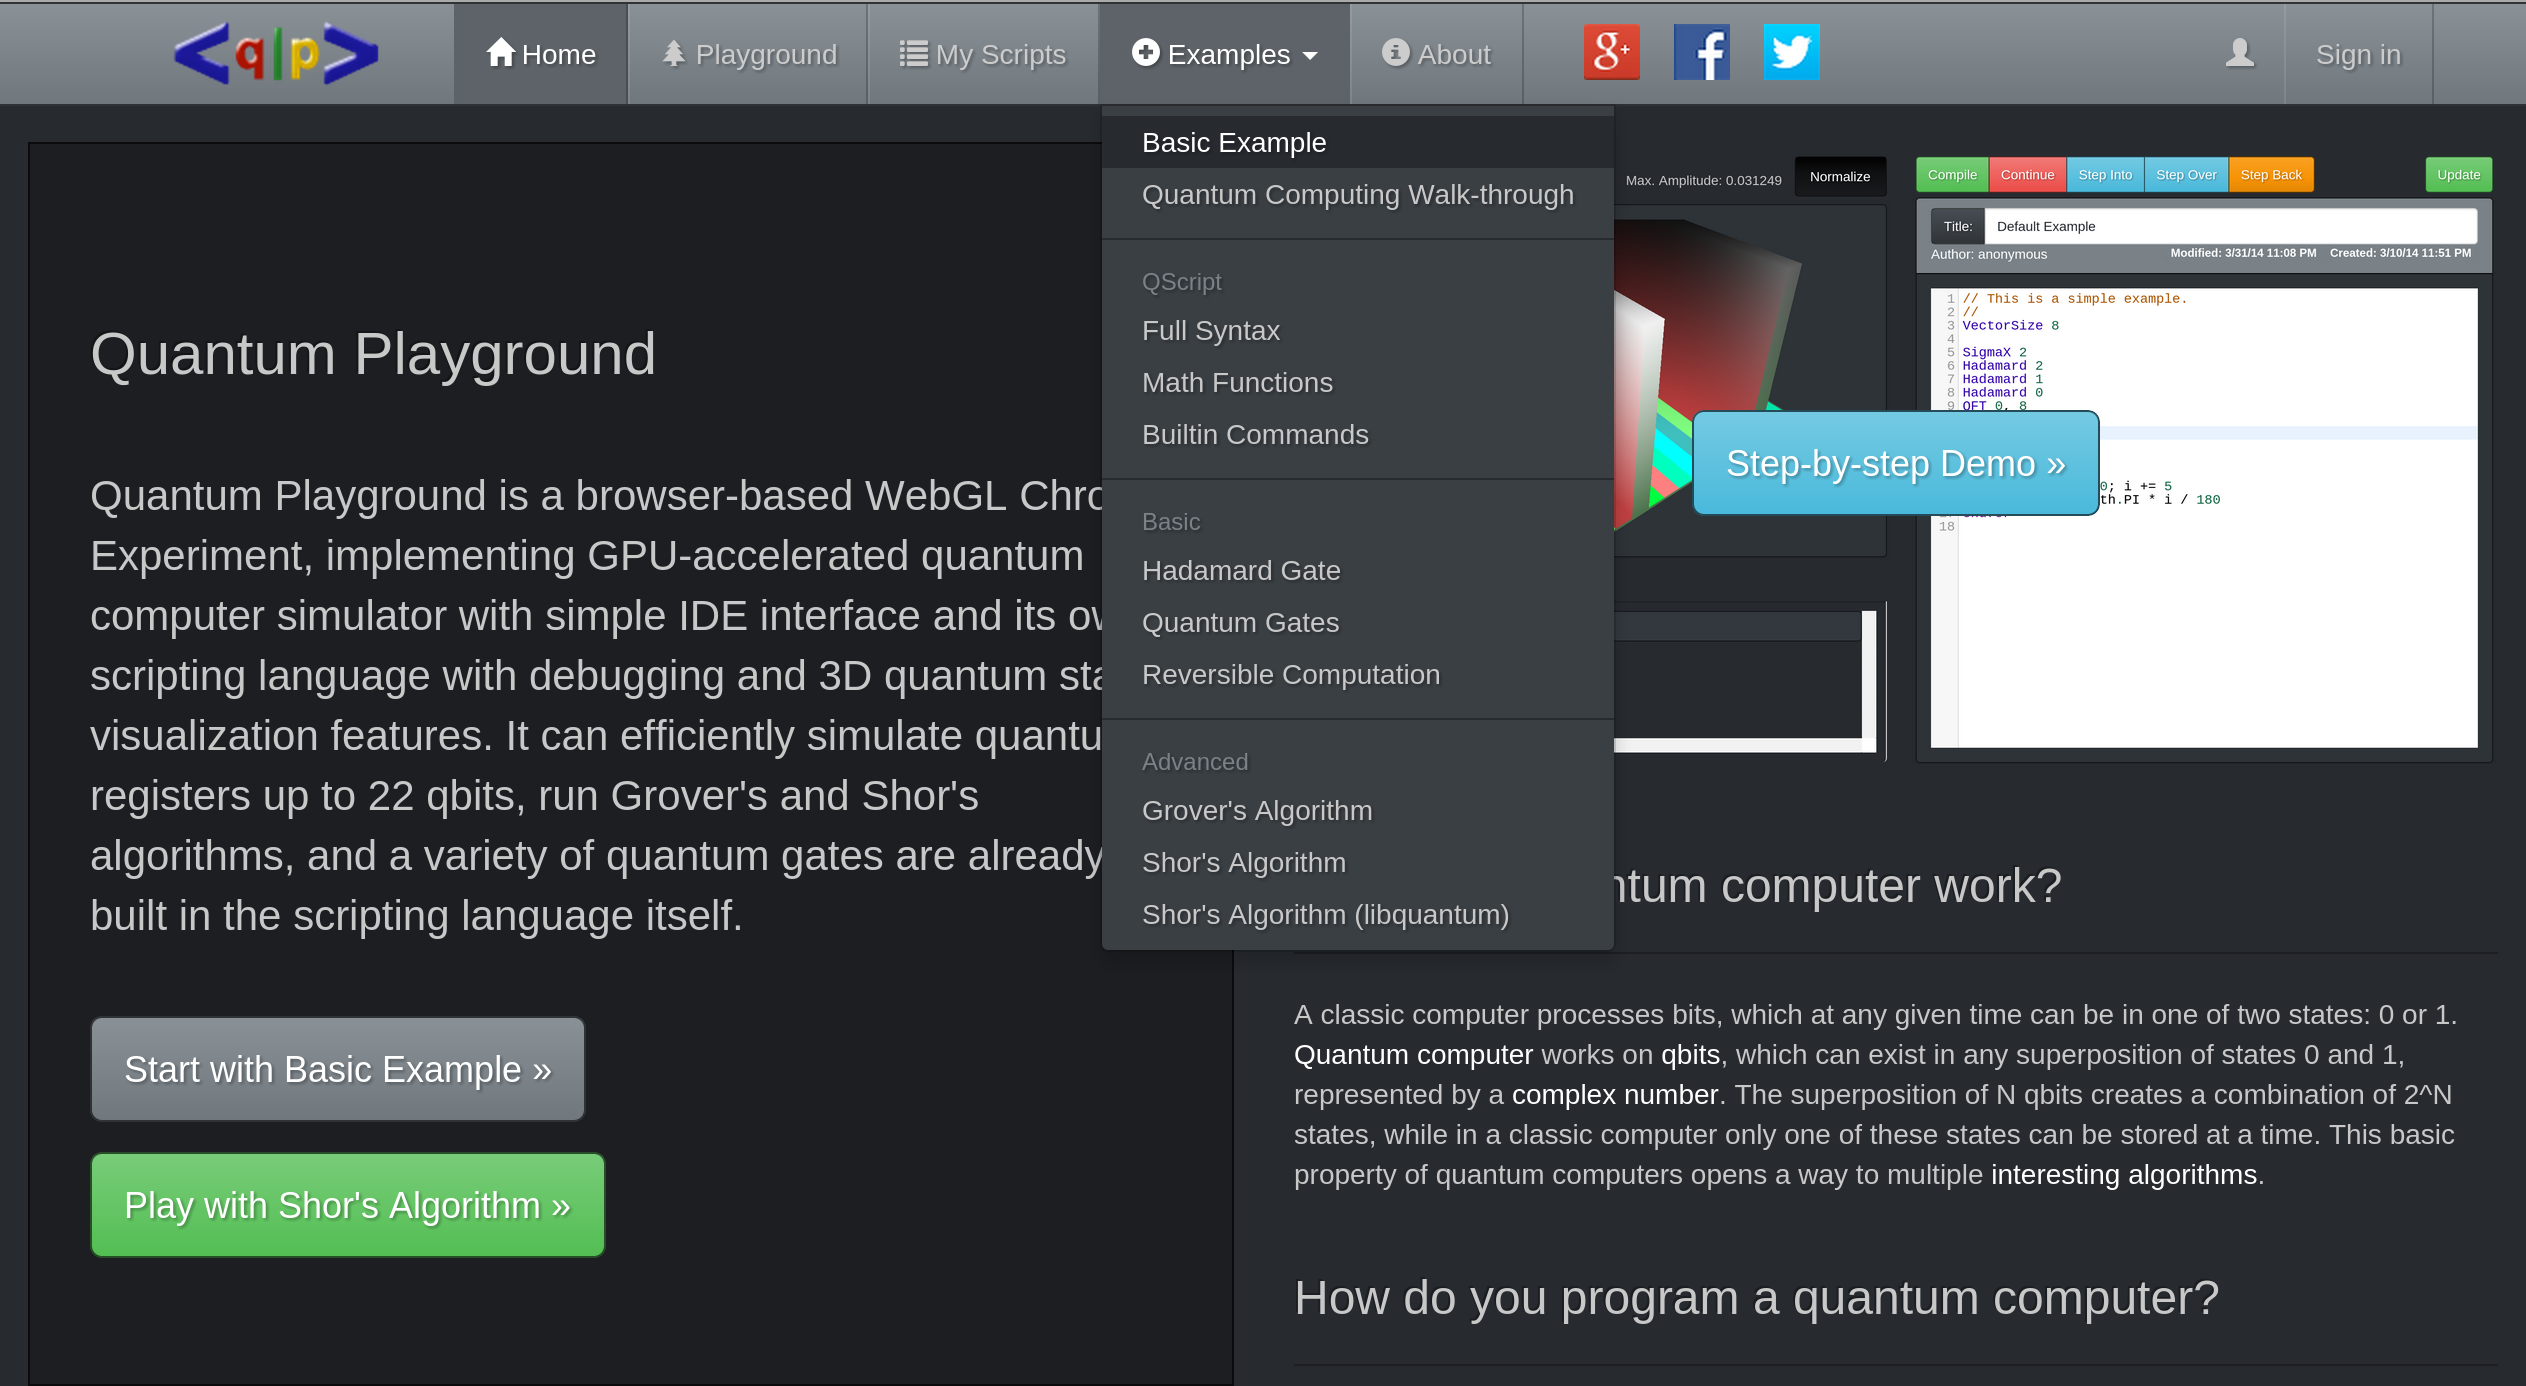 <q|p>
Home
Playground
My Scripts
Examples
About
g+
f
Sign in
Basic Example
Quantum Computing Walk-through
QScript
Full Syntax
Math Functions
Builtin Commands
Basic
Hadamard Gate
Quantum Gates
Reversible Computation
Advanced
Grover's Algorithm
Shor's Algorithm
Shor's Algorithm (libquantum)
Quantum Playground
Quantum Playground is a browser-based WebGL Chro
Experiment, implementing GPU-accelerated quantum
computer simulator with simple IDE interface and its ow
scripting language with debugging and 3D quantum sta
visualization features. It can efficiently simulate quantu
registers up to 22 qbits, run Grover's and Shor's
algorithms, and a variety of quantum gates are already
built in the scripting language itself.
Start with Basic Example »
Play with Shor's Algorithm »
Max. Amplitude: 0.031249
Normalize
Compile Continue Step Into Step Over Step Back Update
Title: Default Example
Author: anonymous Modified: 3/31/14 11:08 PM Created: 3/10/14 11:51 PM
1 // This is a simple example.
2 //
3 VectorSize 8
4
5 SigmaX 2
6 Hadamard 2
7 Hadamard 1
8 Hadamard 0
9 QFT 0, 8
Step-by-step Demo »
0; i += 5
th.PI * i / 180
18
ntum computer work?
A classic computer processes bits, which at any given time can be in one of two states: 0 or 1.
Quantum computer works on qbits, which can exist in any superposition of states 0 and 1,
represented by a complex number. The superposition of N qbits creates a combination of 2^N
states, while in a classic computer only one of these states can be stored at a time. This basic
property of quantum computers opens a way to multiple interesting algorithms.
How do you program a quantum computer?